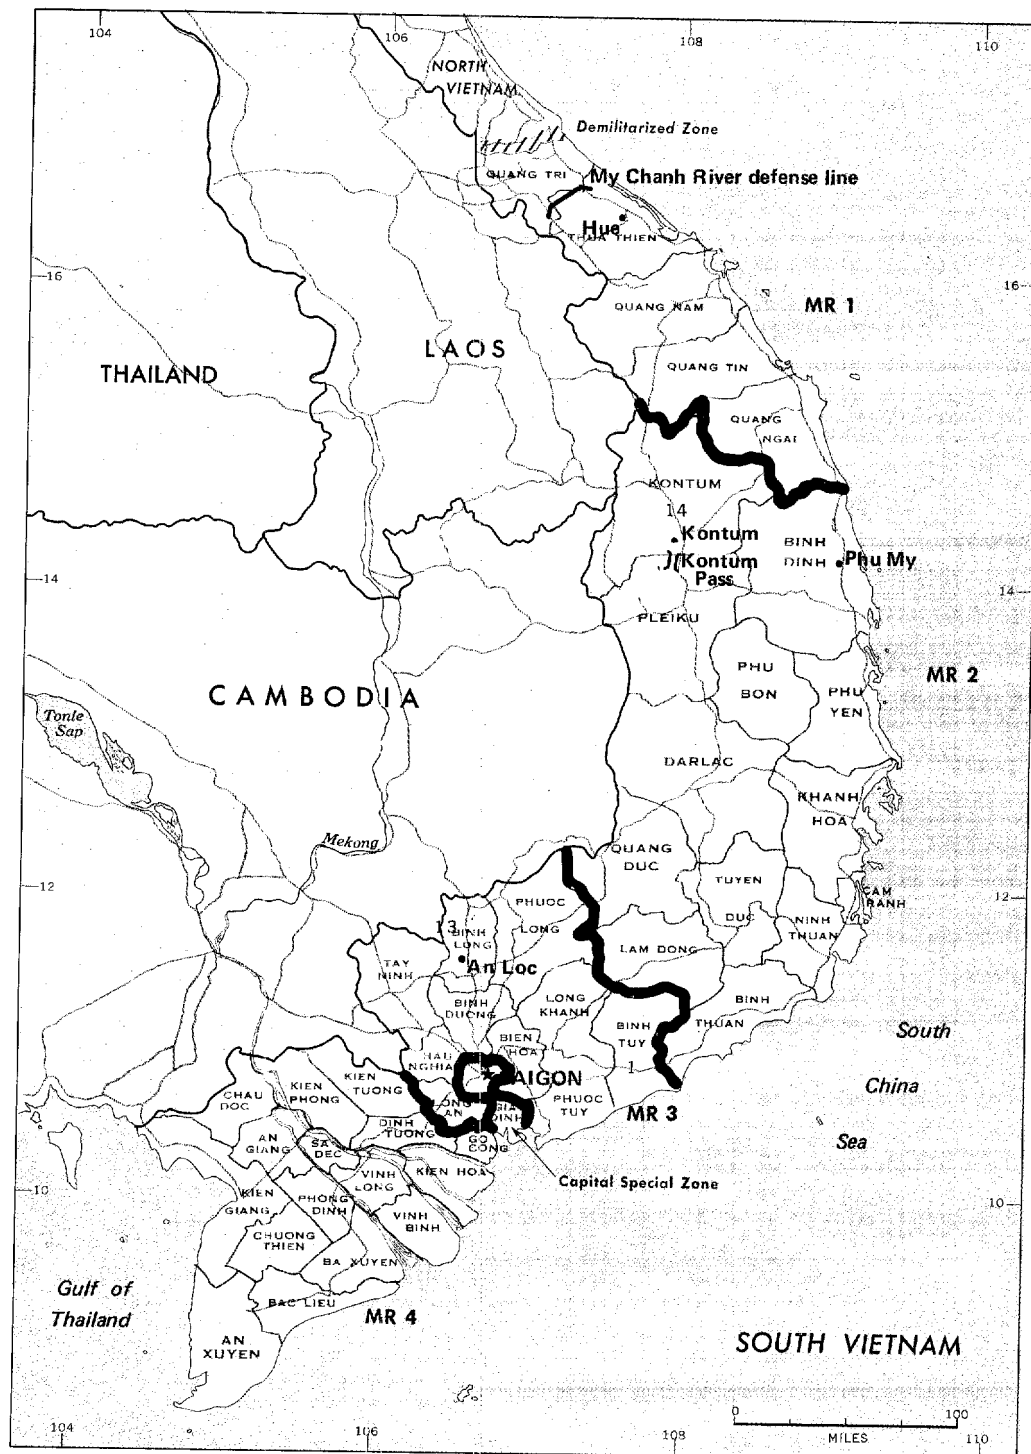 104
106
108
110
NORTH
VIETNAM
Demilitarized Zone
QUANG TRI
My Chanh River defense line
Hue
THUA THIEN
16
16
QUANG NAM
MR 1
LAOS
THAILAND
QUANG TIN
QUANG
NGAI
KONTUM
14
Kontum
BINH
DINH
Kontum
Pass
Phu My
14
14
PLEIKU
CAMBODIA
PHU
BON
MR 2
PHU
YEN
Tonle
Sap
DARLAC
KHANH
HOA
Mekong
QUANG
DUC
12
TUYEN
DUC
CAM
RANH
12
PHUOC
LONG
NINH
THUAN
13
BINH
LONG
LAM DONG
An Loc
TAY
NINH
BINH
DUONG
LONG
KHANH
BINH
THUAN
BINH
TUY
1
BIEN
HOA
South
China
Sea
HAU
NGHIA
SAIGON
KIEN
TUONG
KIEN
PHONG
CHAU
DOC
LONG
AN
GIA
DINH
PHUOC
TUY
MR 3
DINH
TUONG
GO
CONG
AN
GIANG
SA
DEC
KIEN HOA
VINH
LONG
Capital Special Zone
10
10
KIEN
GIANG
PHONG
DINH
VINH
BINH
CHUONG
THIEN
BA XUYEN
Gulf of
Thailand
BAC LIEU
MR 4
AN
XUYEN
SOUTH VIETNAM
0
100
MILES
104
106
108
110